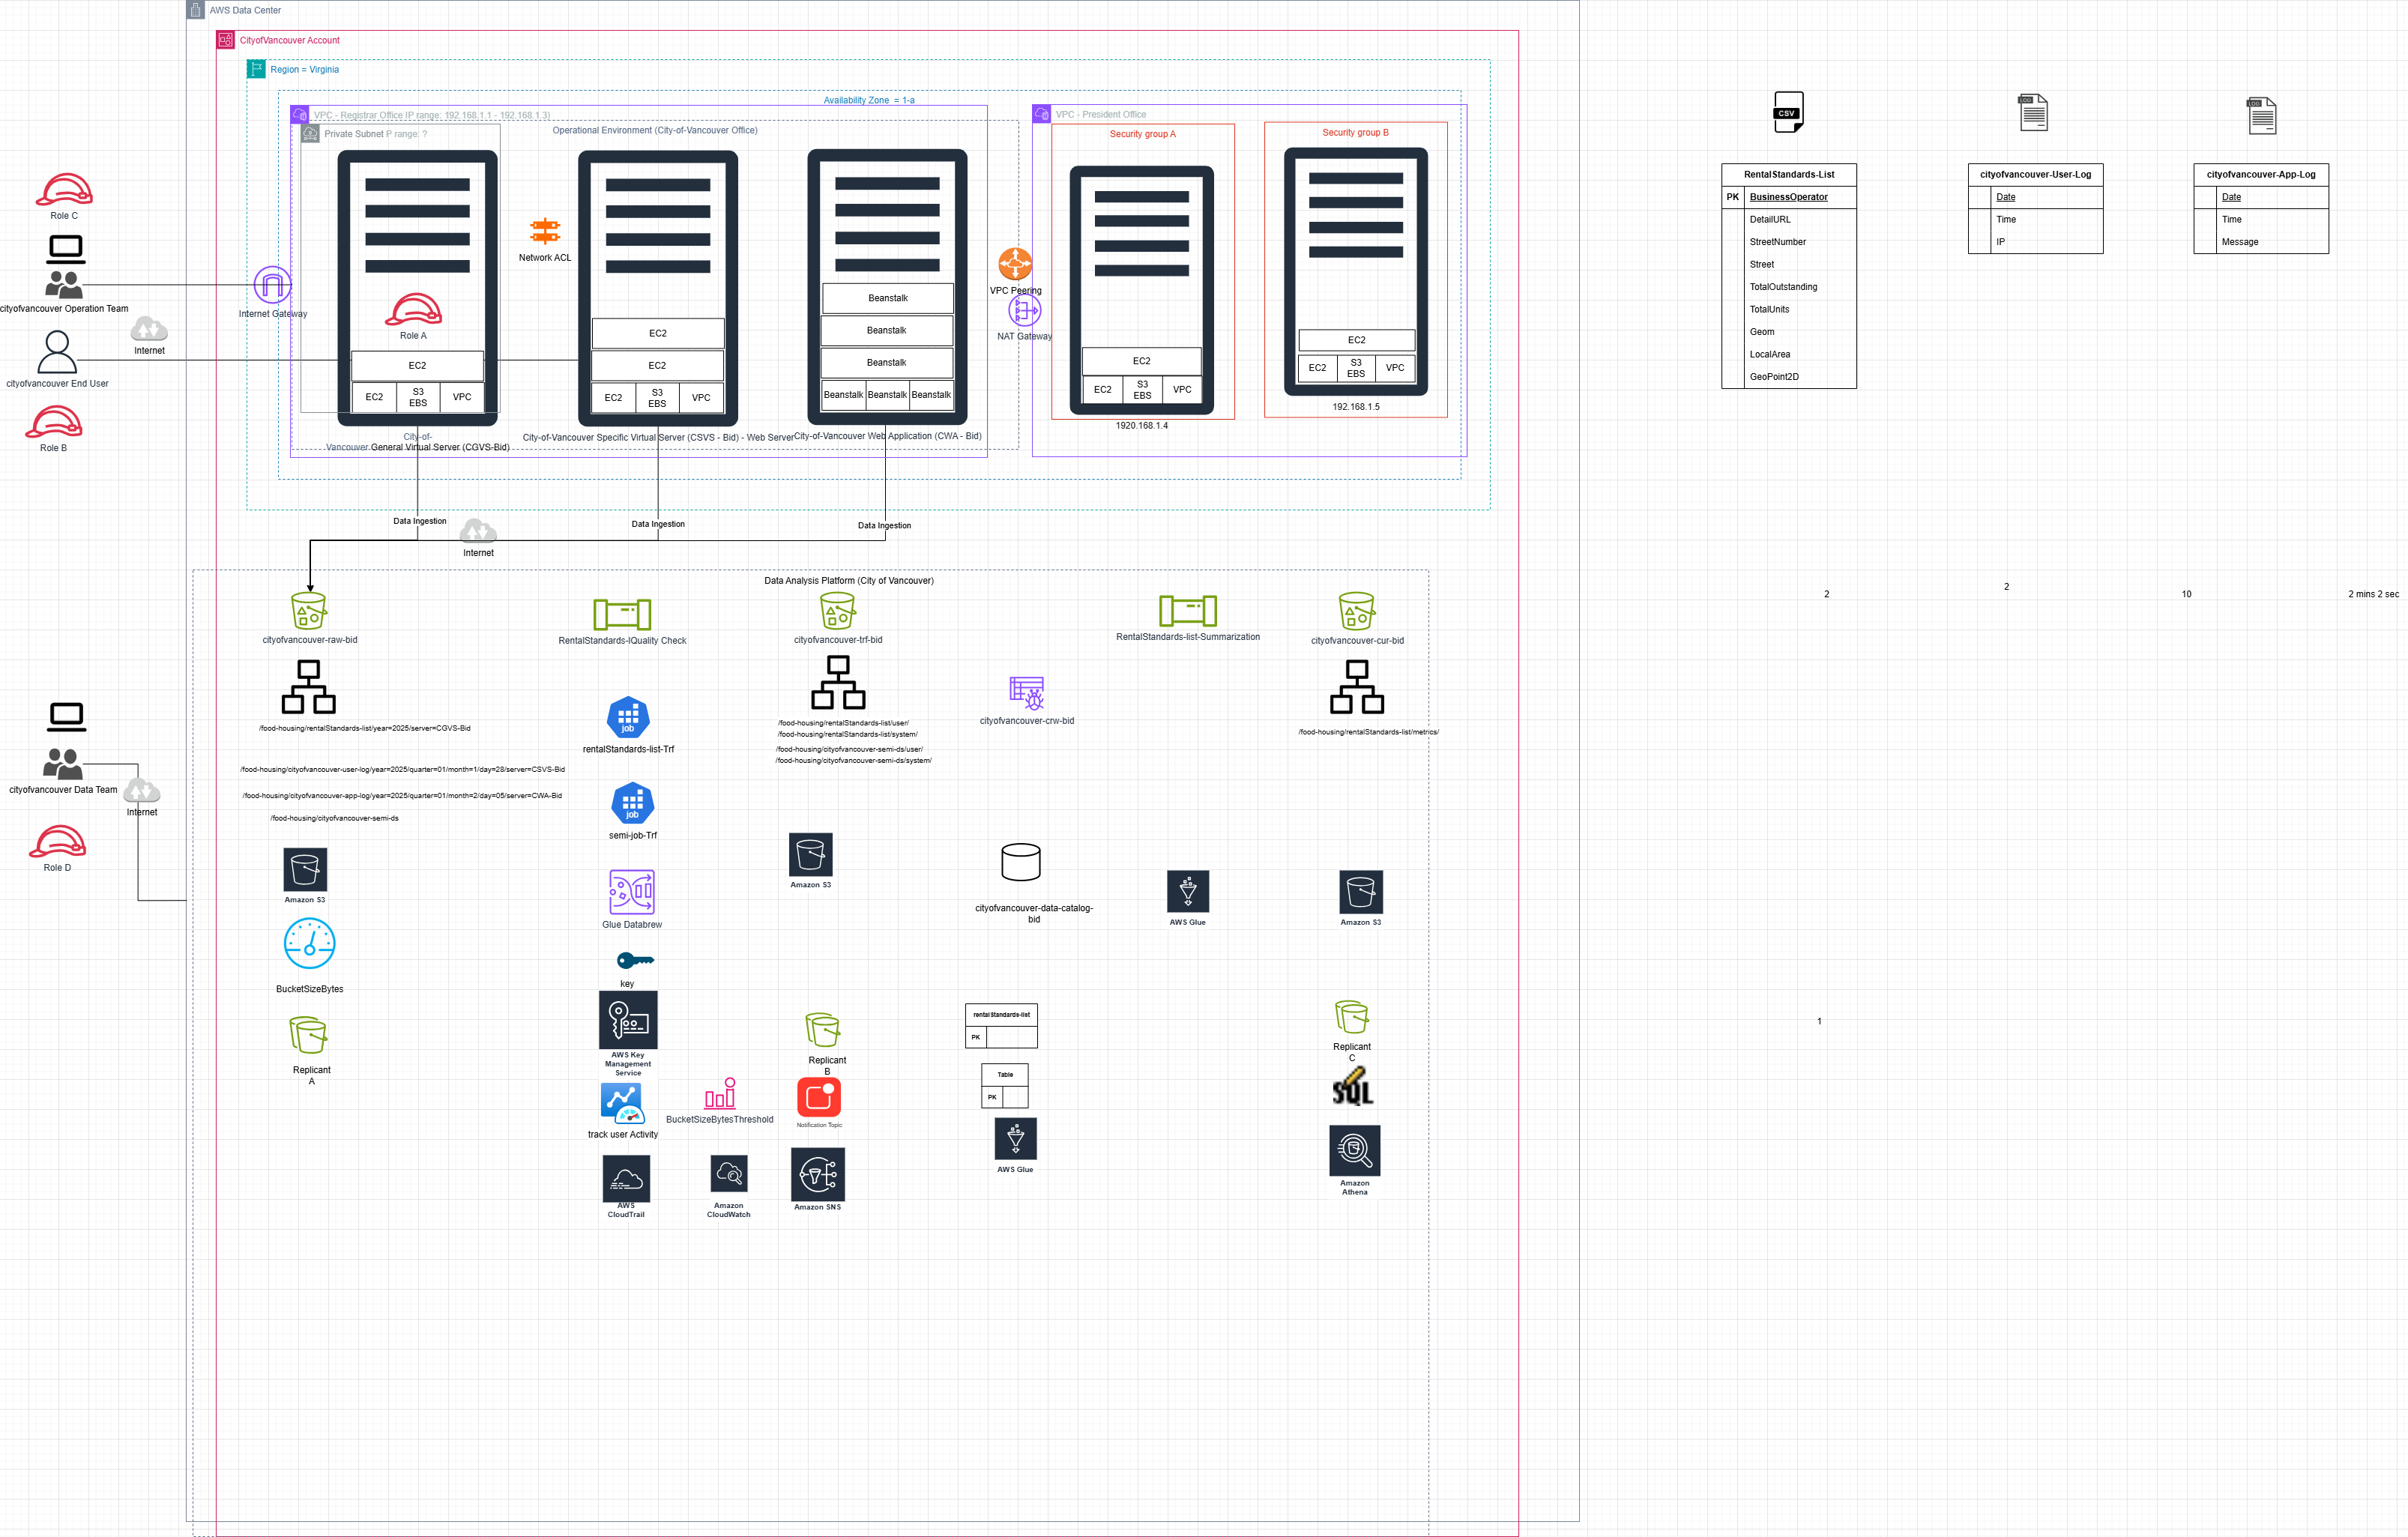 AWS Data Center
CityofVancouver Account
Region = Virginia
Availability Zone  = 1-a
VPC - Registrar Office IP range: 192.168.1.1 - 192.168.1.3)
Private Subnet P range: ?
Operational Environment (City-of-Vancouver Office)
VPC - President Office
Security group A
Security group B
Role C
cityofvancouver Operation Team
Internet
cityofvancouver End User
Role B
Internet Gateway
Role A
EC2
EC2
S3
EBS
VPC
City-of-
Vancouver General Virtual Server (CGVS-Bid)
Network ACL
EC2
EC2
EC2
S3
EBS
VPC
City-of-Vancouver Specific Virtual Server (CSVS - Bid) - Web Server
Beanstalk
Beanstalk
Beanstalk
Beanstalk
Beanstalk
Beanstalk
City-of-Vancouver Web Application (CWA - Bid)
VPC Peering
NAT Gateway
EC2
EC2
S3
EBS
VPC
1920.168.1.4
EC2
EC2
S3
EBS
VPC
192.168.1.5
CSV
RentalStandards-List
PK
BusinessOperator
DetailURL
StreetNumber
Street
TotalOutstanding
TotalUnits
Geom
LocalArea
GeoPoint2D
LOG
cityofvancouver-User-Log
Date
Time
IP
LOG
cityofvancouver-App-Log
Date
Time
Message
Data Ingestion
Data Ingestion
Data Ingestion
Internet
Data Analysis Platform (City of Vancouver)
cityofvancouver-raw-bid
RentalStandards-lQuality Check
cityofvancouver-trf-bid
RentalStandards-list-Summarization
cityofvancouver-cur-bid
2
2
10
2 mins 2 sec
/food-housing/rentalStandards-list/year=2025/server=CGVS-Bid
/food-housing/cityofvancouver-user-log/year=2025/quarter=01/month=1/day=28/server=CSVS-Bid
/food-housing/cityofvancouver-app-log/year=2025/quarter=01/month=2/day=05/server=CWA-Bid
/food-housing/cityofvancouver-semi-ds
job
rentalStandards-list-Trf
job
semi-job-Trf
/food-housing/rentalStandards-list/user/
/food-housing/rentalStandards-list/system/
/food-housing/cityofvancouver-semi-ds/user/
/food-housing/cityofvancouver-semi-ds/system/
cityofvancouver-crw-bid
/food-housing/rentalStandards-list/metrics/
cityofvancouver Data Team
Internet
Role D
Amazon S3
BucketSizeBytes
Replicant
A
Glue Databrew
key
AWS Key
Management
Service
track user Activity
AWS
CloudTrail
BucketSizeBytesThreshold
Amazon
CloudWatch
Amazon S3
Replicant
B
Notification Topic
Amazon SNS
cityofvancouver-data-catalog-
bid
rentalStandards-list
PK
Table
PK
AWS Glue
AWS Glue
Amazon S3
Replicant
C
SQL
Amazon
Athena
1